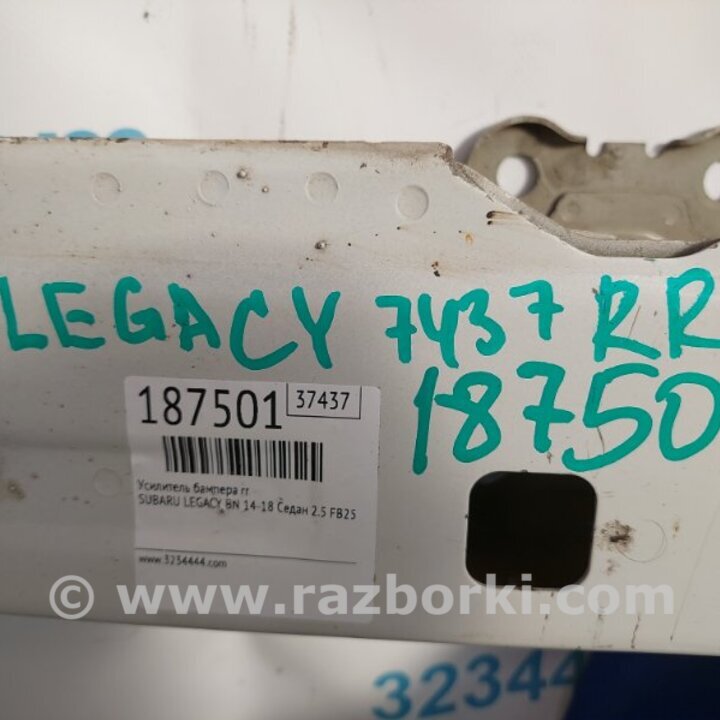 LEGACY 7437 RR
18750
187501 37437
Усилитель бампера rr
SUBARU LEGACY BN 14-18 Седан 2.5 FB25
www.3234444.com
© www.razborki.com
32344